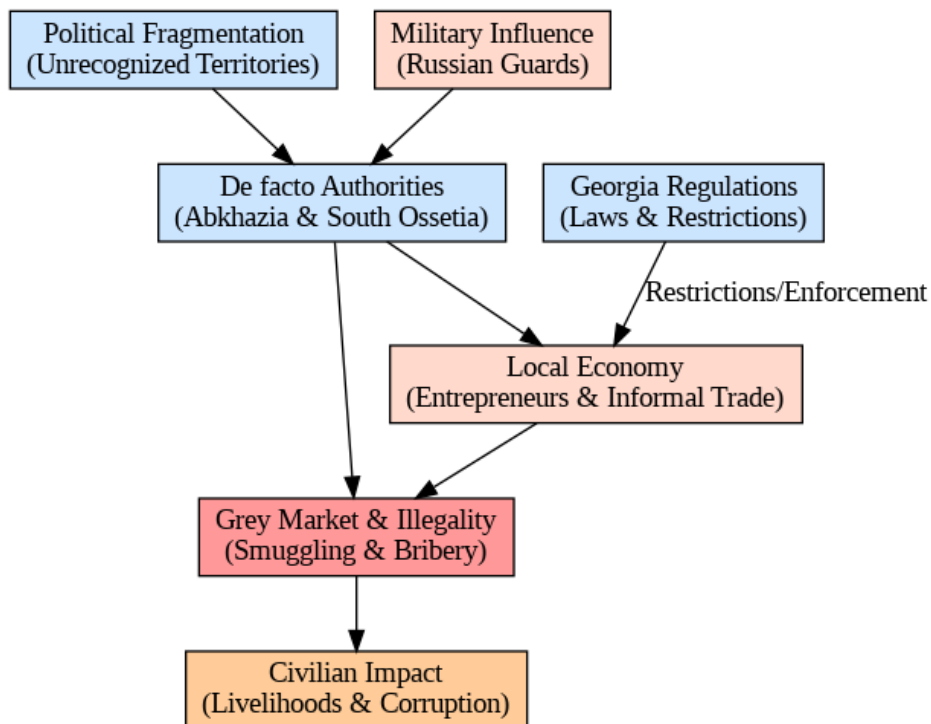 Political Fragmentation
(Unrecognized Territories)
Military Influence
(Russian Guards)
De facto Authorities
(Abkhazia & South Ossetia)
Georgia Regulations
(Laws & Restrictions)
Restrictions/Enforcement
Local Economy
(Entrepreneurs & Informal Trade)
Grey Market & Illegality
(Smuggling & Bribery)
Civilian Impact
(Livelihoods & Corruption)